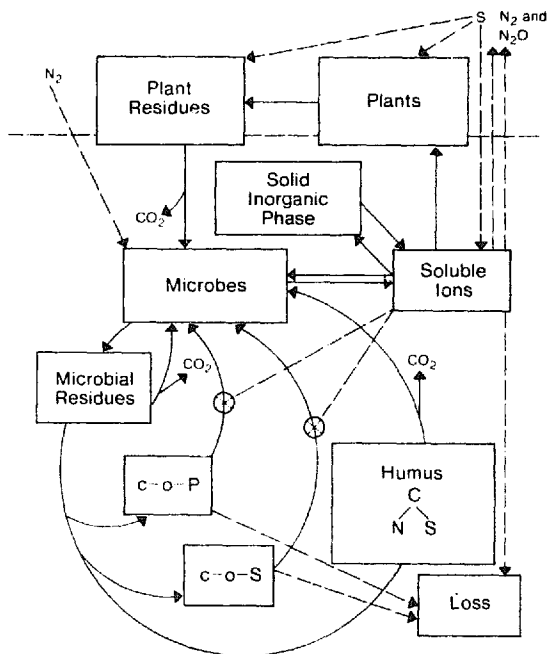 S
N₂ and
N₂O
N₂
Plant
Residues
Plants
Solid
Inorganic
Phase
CO₂
Microbes
Soluble
Ions
Microbial
Residues
CO₂
CO₂
c-o-P
Humus
C
N S
c-o-S
Loss